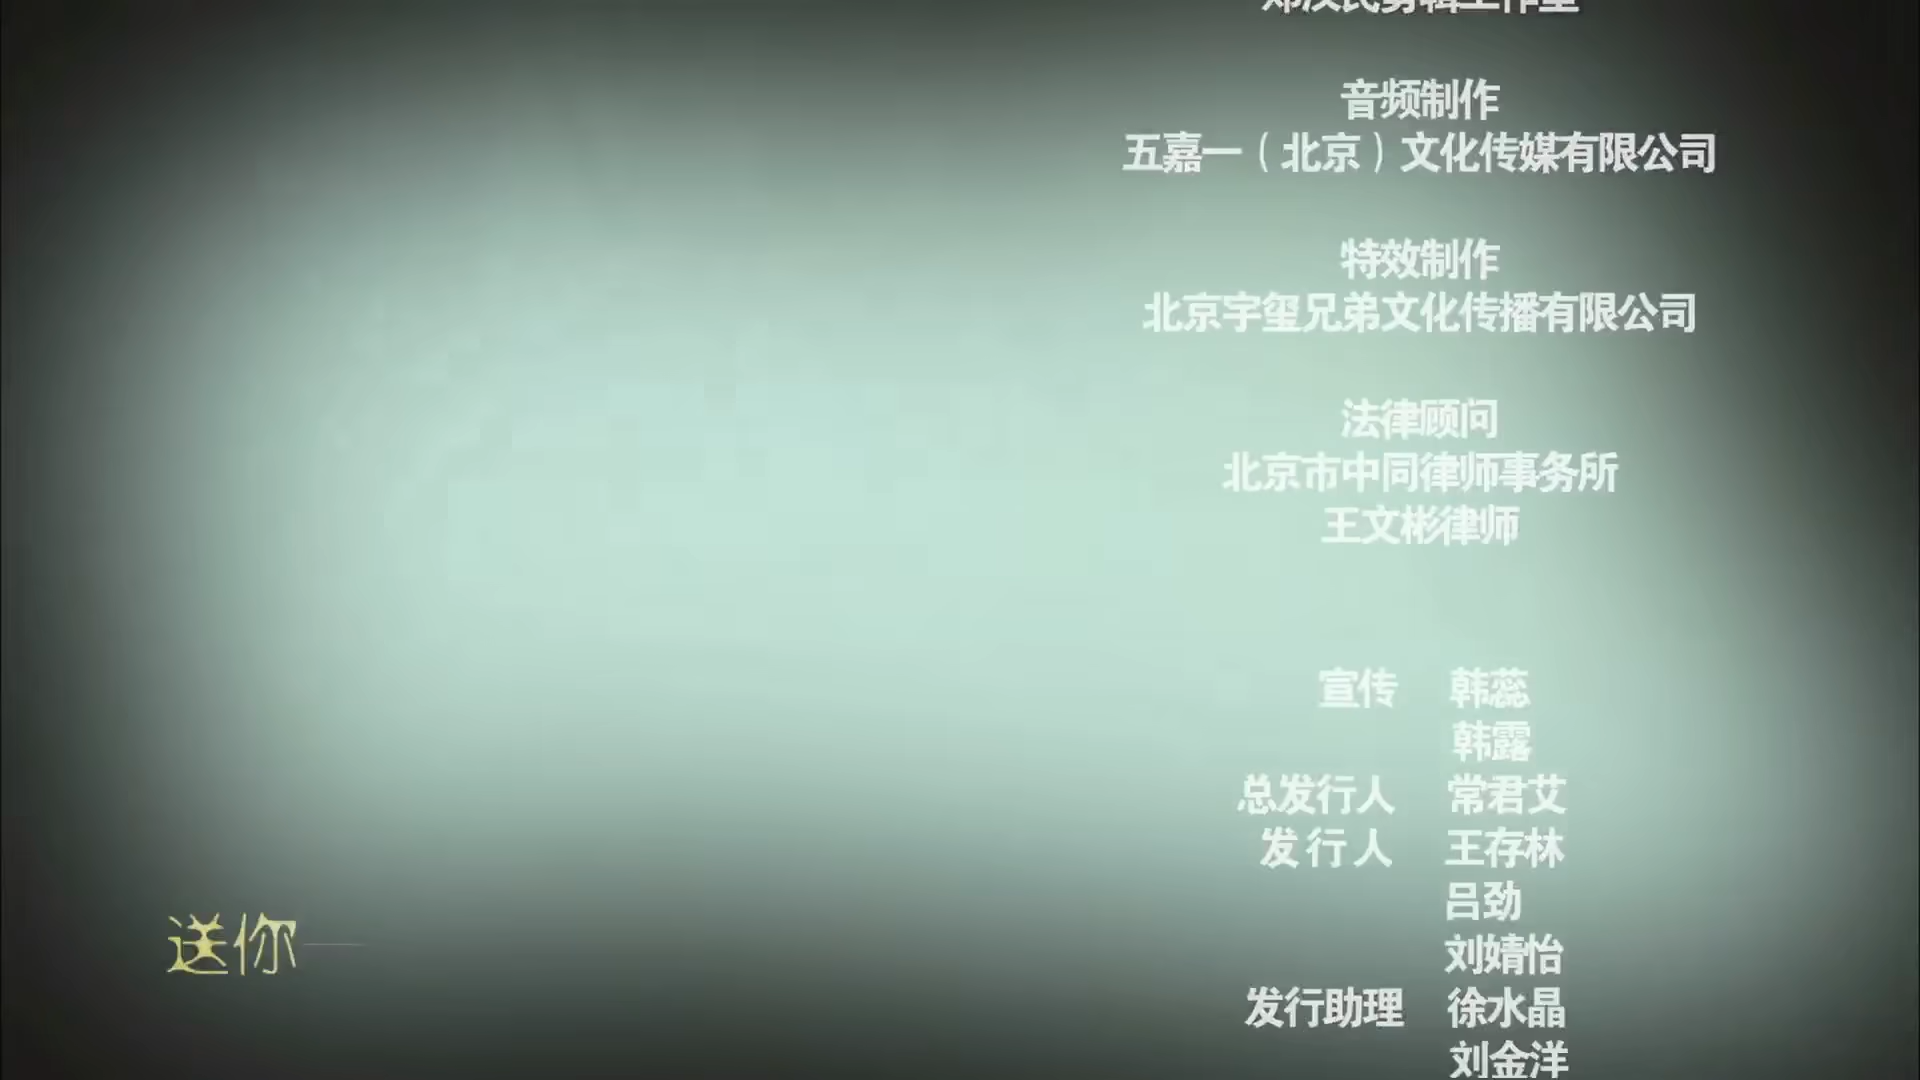 音频制作
五嘉一（北京）文化传媒有限公司
特效制作
北京宇玺兄弟文化传播有限公司
法律顾问
北京市中同律师事务所
王文彬律师
宣传 韩蕊
韩露
总发行人 常君艾
发行人 王存林
吕劲
刘婧怡
发行助理 徐水晶
刘金洋
送你